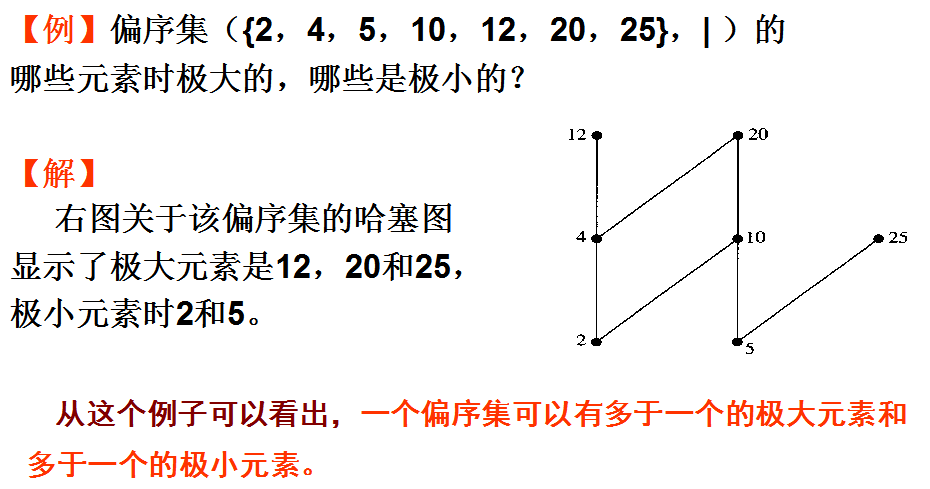 【例】偏序集（{2，4，5，10，12，20，25}，| ）的
哪些元素时极大的，哪些是极小的？
【解】
右图关于该偏序集的哈塞图
显示了极大元素是12，20和25，
极小元素时2和5。
12
20
4
10
25
2
5
从这个例子可以看出，一个偏序集可以有多于一个的极大元素和
多于一个的极小元素。